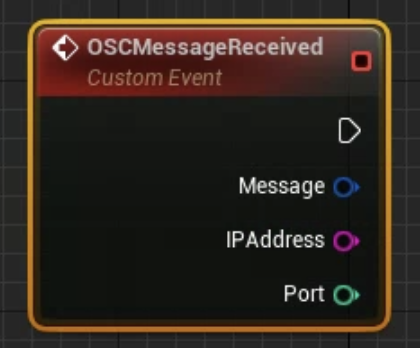 OSCMessageReceived
Custom Event
Message
IPAddress
Port